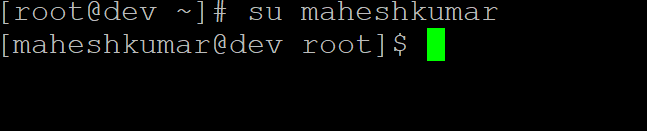 [root@dev ~]# su maheshkumar
[maheshkumar@dev root]$